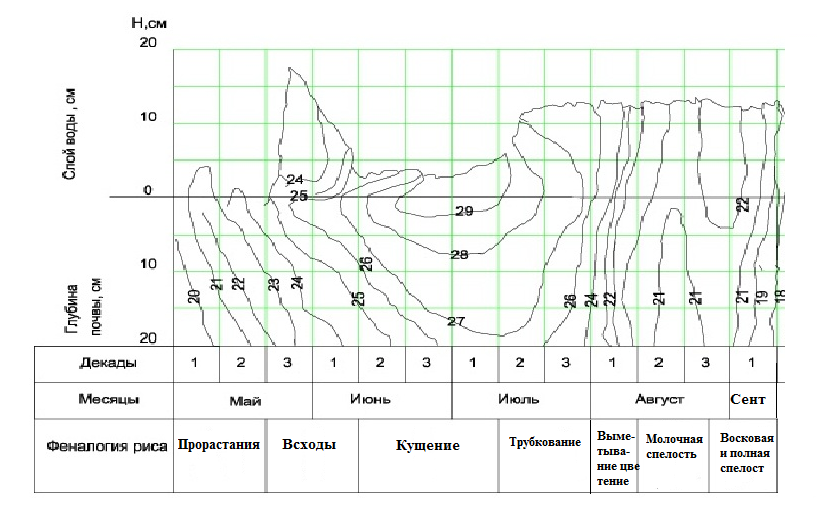 Н,см
20
Слой воды , см
10
0
24
25
22
29
28
10
Глубина
почвы, см
20
20
21
22
23
24
25
26
27
26
24
22
21
21
21
19
18
Декады 1 2 3 1 2 3 1 2 3 1 2 3 1
Месяцы Май Июнь Июль Август Сент
Феналогия риса Прорастания Всходы Кущение Трубкование
Выме-
тыва-
ние цве
тение
Молочная
спелость
Восковая
и полная
спелост